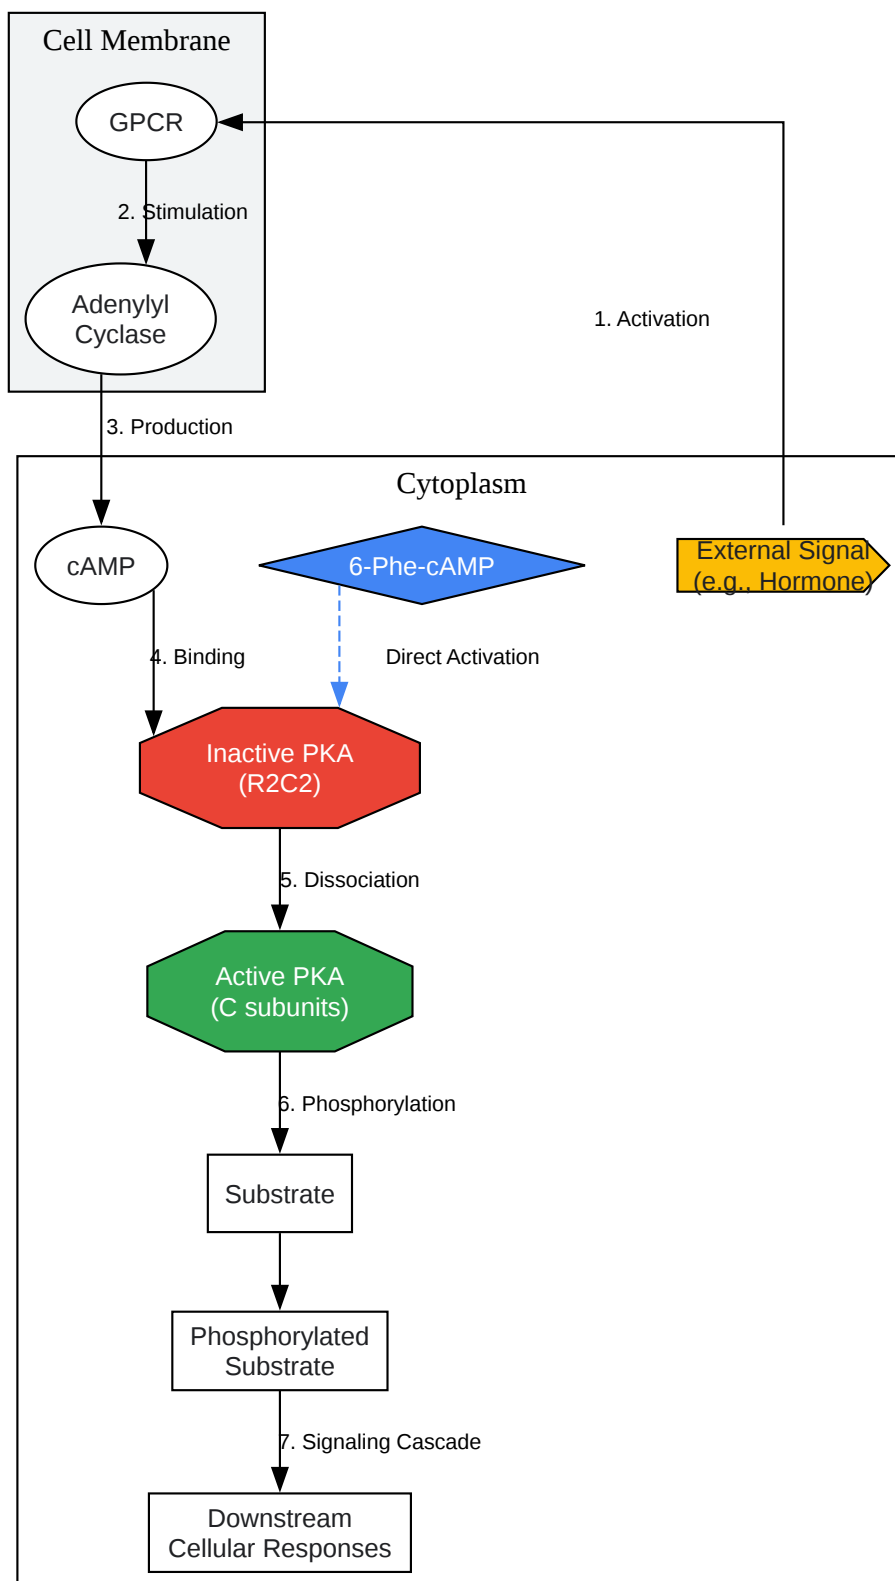 Cell Membrane
GPCR
2. Stimulation
Adenylyl
Cyclase
1. Activation
3. Production
Cytoplasm
cAMP
6-Phe-cAMP
External Signal
(e.g., Hormone)
4. Binding
Direct Activation
Inactive PKA
(R2C2)
5. Dissociation
Active PKA
(C subunits)
6. Phosphorylation
Substrate
Phosphorylated
Substrate
7. Signaling Cascade
Downstream
Cellular Responses